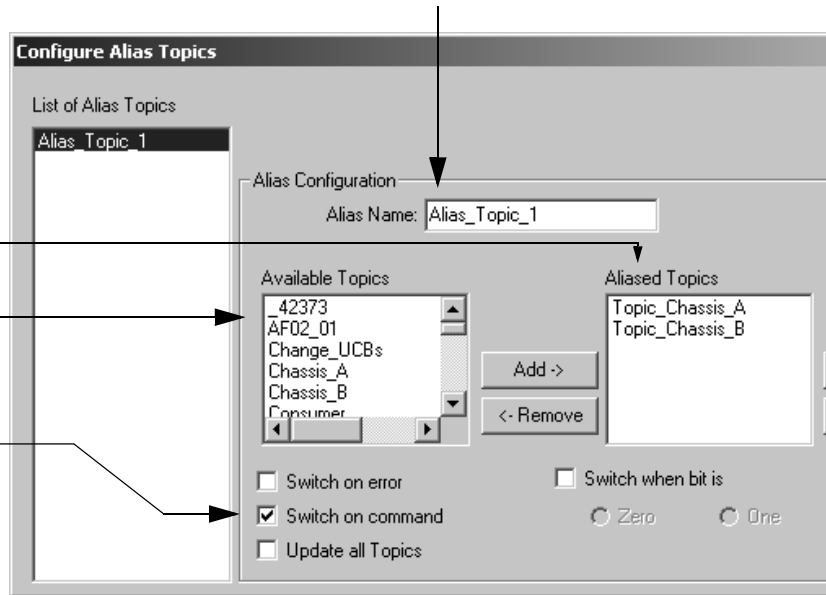 Configure Alias Topics
List of Alias Topics
Alias_Topic_1
Alias Configuration
Alias Name: Alias_Topic_1
Available Topics
_42373
AF02_01
Change_UCBs
Chassis_A
Chassis_B
Consumer
Add ->
<- Remove
Aliased Topics
Topic_Chassis_A
Topic_Chassis_B
Switch on error
Switch on command
Update all Topics
Switch when bit is
Zero
One